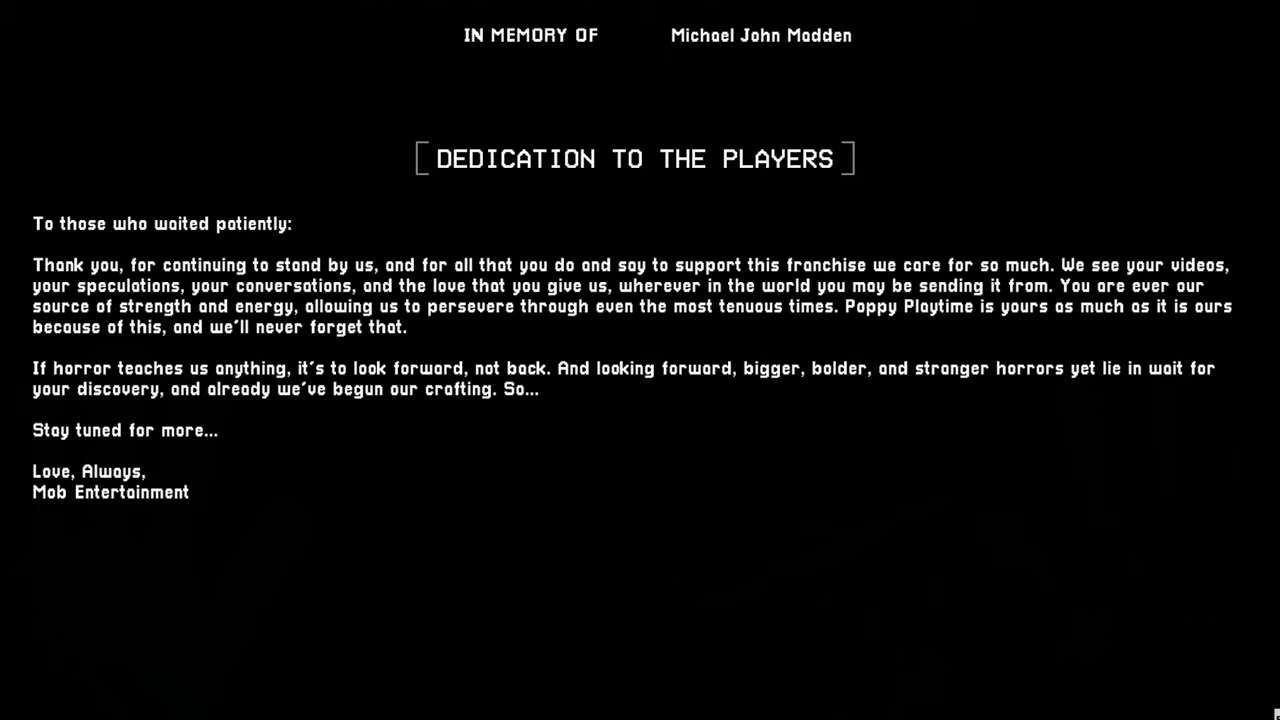 IN MEMORY OF Michael John Madden
[DEDICATION TO THE PLAYERS]
To those who waited patiently:
Thank you, for continuing to stand by us, and for all that you do and say to support this franchise we care for so much. We see your videos,
your speculations, your conversations, and the love that you give us, wherever in the world you may be sending it from. You are ever our
source of strength and energy, allowing us to persevere through even the most tenuous times. Poppy Playtime is yours as much as it is ours
because of this, and we'll never forget that.
If horror teaches us anything, it's to look forward, not back. And looking forward, bigger, bolder, and stranger horrors yet lie in wait for
your discovery, and already we've begun our crafting. So...
Stay tuned for more...
Love, Always,
Mob Entertainment